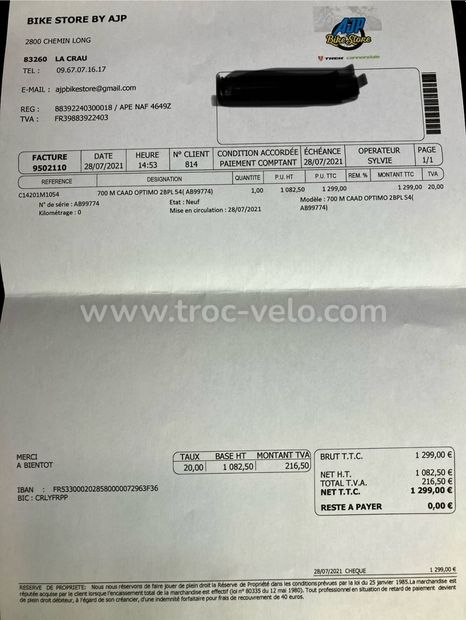 BIKE STORE BY AJP
2800 CHEMIN LONG
83260 LA CRAU
TEL : 09.67.07.16.17
E-MAIL : ajpbikestore@gmail.com
REG : 88392240300018 / APE NAF 4649Z
TVA : FR39883922403
AJP
Bike Store
TREK cannondale
FACTURE DATE HEURE N° CLIENT CONDITION ACCORDÉE ÉCHÉANCE OPERATEUR PAGE
9502110 28/07/2021 14:53 814 PAIEMENT COMPTANT 28/07/2021 SYLVIE 1/1
REFERENCE DESIGNATION QUANTITE P.U. HT P.U. TTC REM. % MONTANT TTC TVA
C14201M1054 700 M CAAD OPTIMO 2BPL 54( AB99774) 1,00 1 082,50 1 299,00 1 299,00 20,00
N° de série : AB99774 Etat : Neuf Modèle : 700 M CAAD OPTIMO 2BPL 54(
Kilométrage : 0 Mise en circulation : 28/07/2021 AB99774)
www.troc-velo.com
MERCI
A BIENTOT
TAUX BASE HT MONTANT TVA
20,00 1 082,50 216,50
BRUT T.T.C. 1 299,00 €
NET H.T. 1 082,50 €
TOTAL T.V.A. 216,50 €
NET T.T.C. 1 299,00 €
RESTE A PAYER 0,00 €
IBAN : FR5330002028580000072963F36
BIC : CRLYFRPP
28/07/2021 CHEQUE 1 299,00 €
RESERVE DE PROPRIETE: Nous nous réservons de faire jouer de plein droit la Réserve de Propriété dans les conditions prévues par la loi du 25 janvier 1985.La marchandise est
réputée acquise par le client lorsque l'encaissement total de la marchandise est effectif (loi n° 80335 du 12 mai 1980). Tout professionnel en situation de retard de paiement devient
de plein droit débiteur, à l'égard de son créancier, d'une indemnité forfaitaire pour frais de recouvrement de 40 euros.